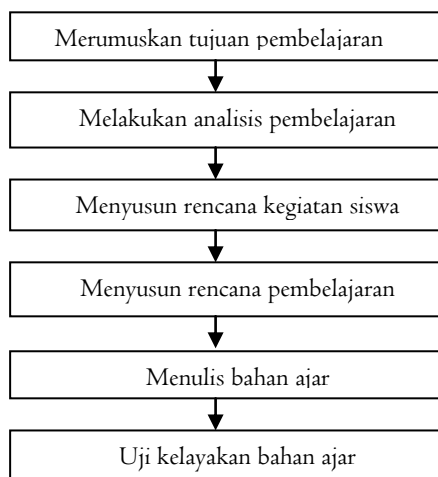 Merumuskan tujuan pembelajaran
Melakukan analisis pembelajaran
Menyusun rencana kegiatan siswa
Menyusun rencana pembelajaran
Menulis bahan ajar
Uji kelayakan bahan ajar